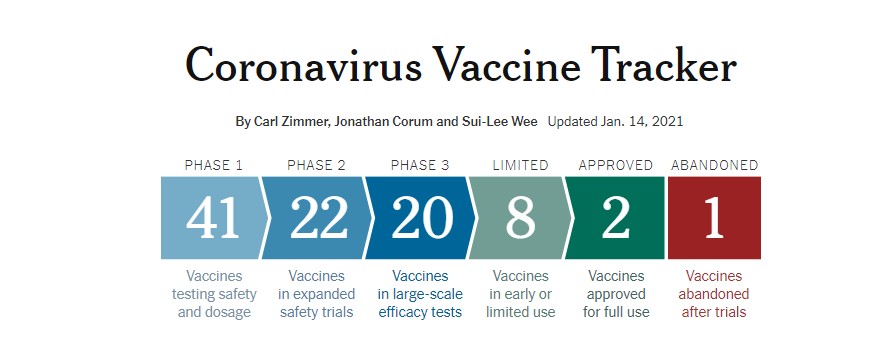 Coronavirus Vaccine Tracker
By Carl Zimmer, Jonathan Corum and Sui-Lee Wee Updated Jan. 14, 2021
PHASE 1 PHASE 2 PHASE 3 LIMITED APPROVED ABANDONED
41 22 20 8 2 1
Vaccines Vaccines Vaccines Vaccines Vaccines Vaccines
testing safety in expanded in large-scale in early or approved abandoned
and dosage safety trials efficacy tests limited use for full use after trials